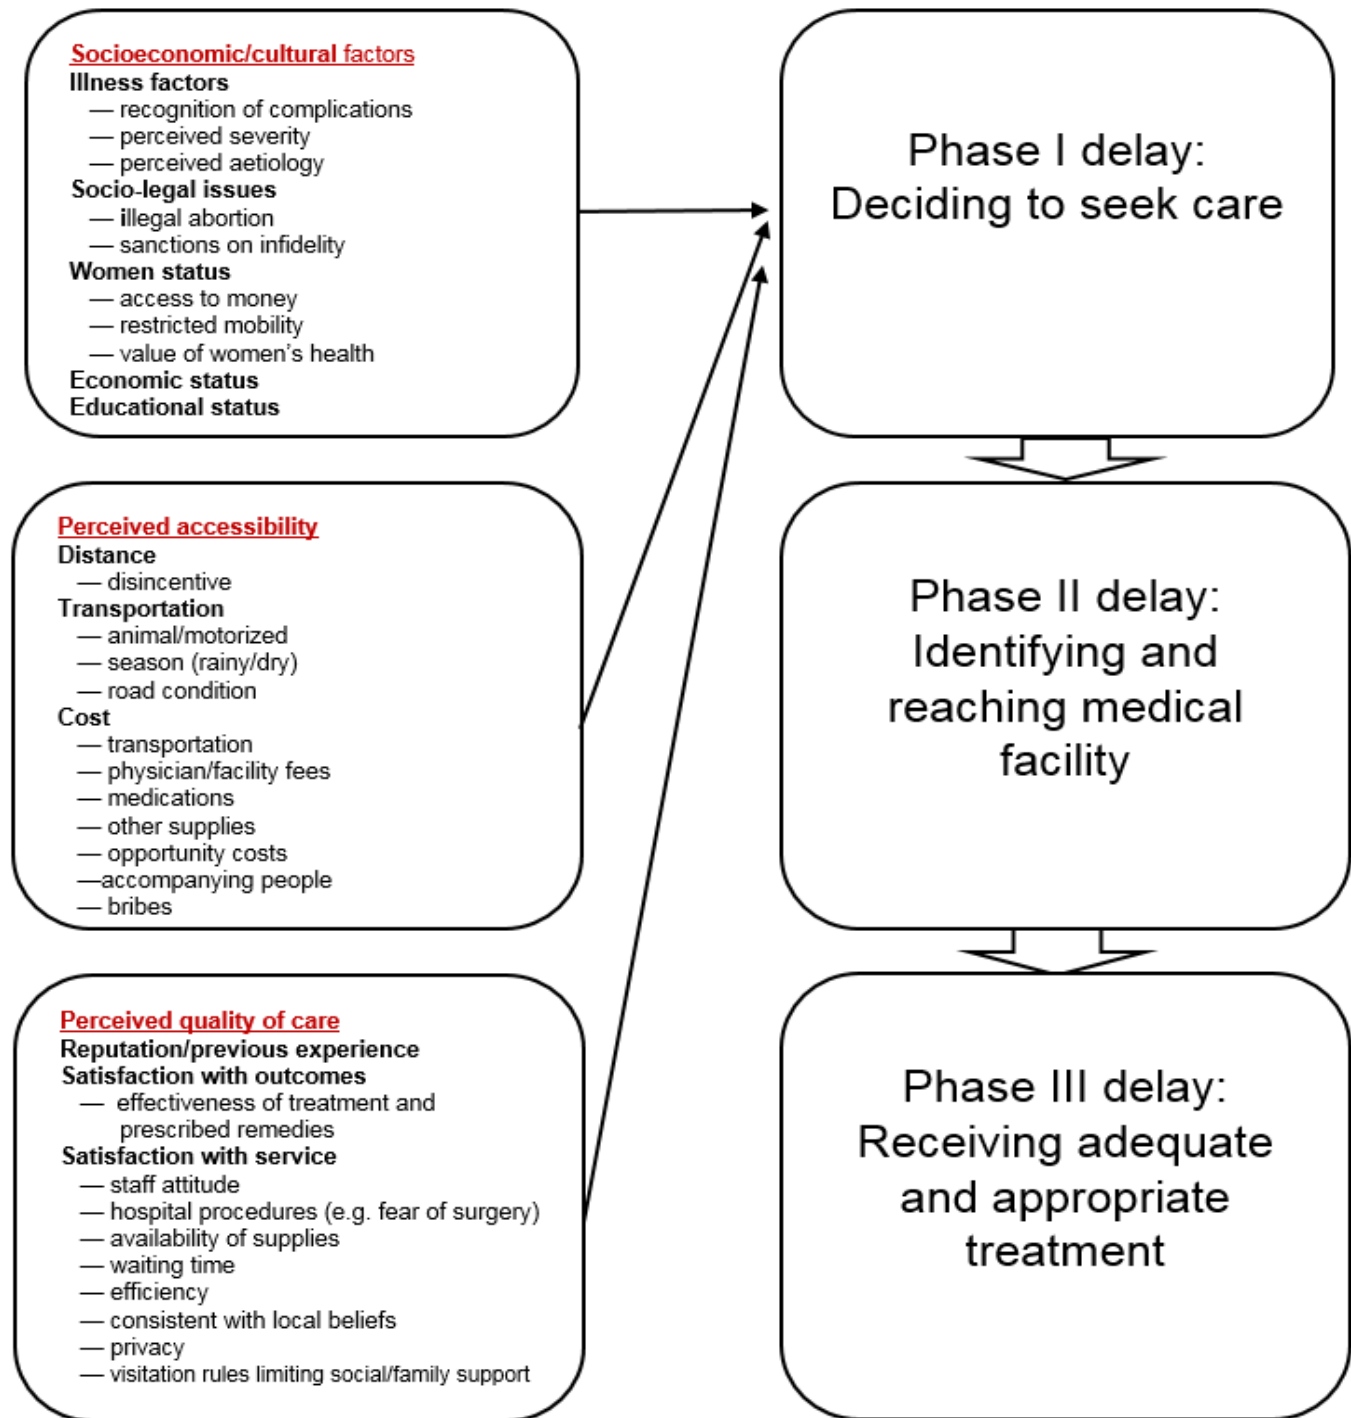 Socioeconomic/cultural factors
Illness factors
— recognition of complications
— perceived severity
— perceived aetiology
Socio-legal issues
— illegal abortion
— sanctions on infidelity
Women status
— access to money
— restricted mobility
— value of women's health
Economic status
Educational status
Phase I delay:
Deciding to seek care
Perceived accessibility
Distance
— disincentive
Transportation
— animal/motorized
— season (rainy/dry)
— road condition
Cost
— transportation
— physician/facility fees
— medications
— other supplies
— opportunity costs
—accompanying people
— bribes
Phase II delay:
Identifying and
reaching medical
facility
Perceived quality of care
Reputation/previous experience
Satisfaction with outcomes
— effectiveness of treatment and
prescribed remedies
Satisfaction with service
— staff attitude
— hospital procedures (e.g. fear of surgery)
— availability of supplies
— waiting time
— efficiency
— consistent with local beliefs
— privacy
— visitation rules limiting social/family support
Phase III delay:
Receiving adequate
and appropriate
treatment